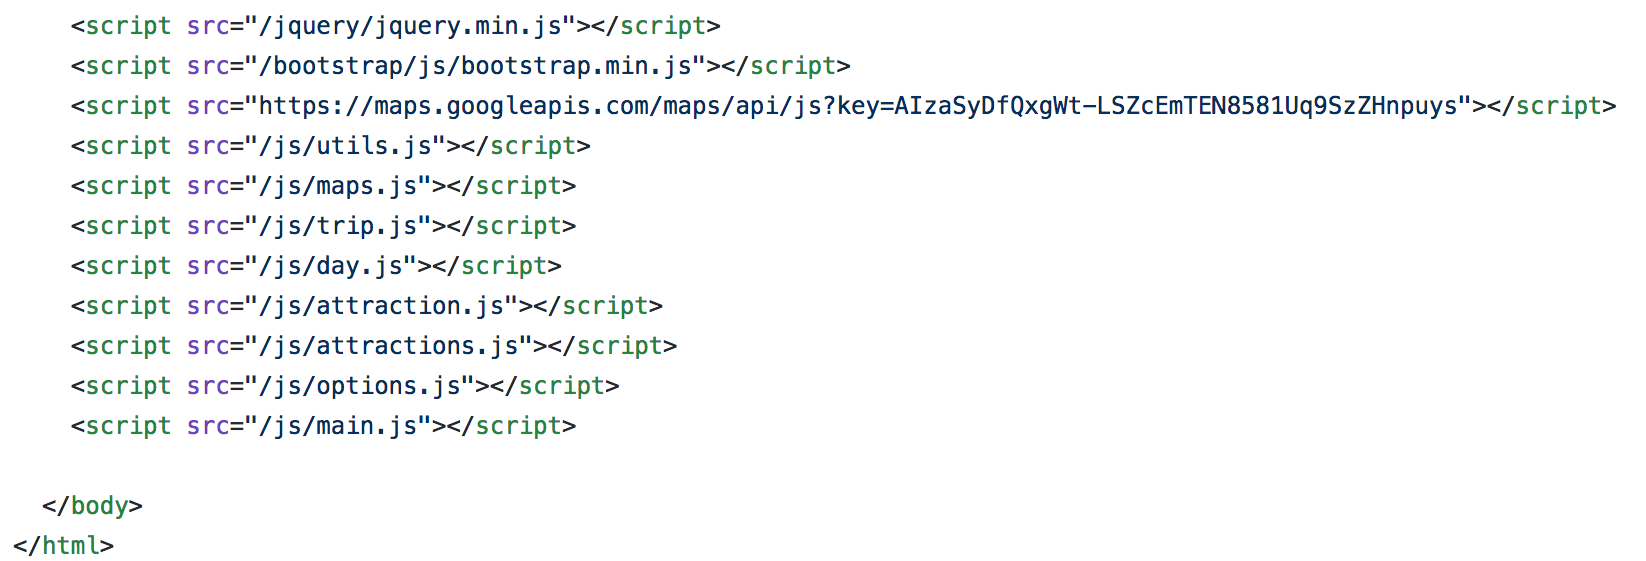 <script src="/jquery/jquery.min.js"></script>
<script src="/bootstrap/js/bootstrap.min.js"></script>
<script src="https://maps.googleapis.com/maps/api/js?key=AIzaSyDfQxgWt-LSZcEmTEN8581Uq9SzZHnpuys"></script>
<script src="/js/utils.js"></script>
<script src="/js/maps.js"></script>
<script src="/js/trip.js"></script>
<script src="/js/day.js"></script>
<script src="/js/attraction.js"></script>
<script src="/js/attractions.js"></script>
<script src="/js/options.js"></script>
<script src="/js/main.js"></script>
</body>
</html>